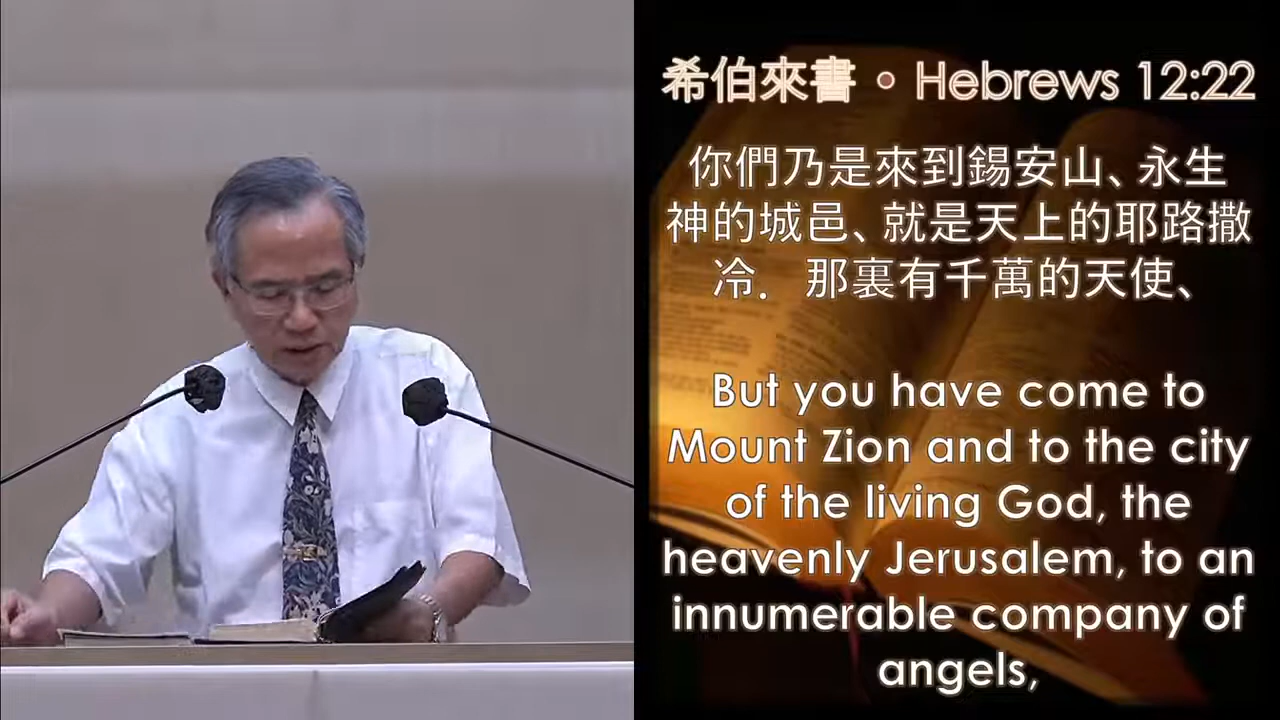 希伯來書 • Hebrews 12:22
你們乃是來到錫安山、永生
神的城邑、就是天上的耶路撒
冷． 那裏有千萬的天使、
But you have come to
Mount Zion and to the city
of the living God, the
heavenly Jerusalem, to an
innumerable company of
angels,